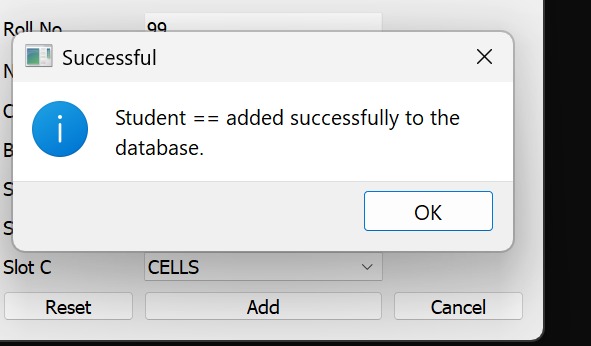 Roll No
99
Successful
N
C
B
S
S
Student == added successfully to the
database.
OK
Slot C
CELLS
Reset
Add
Cancel